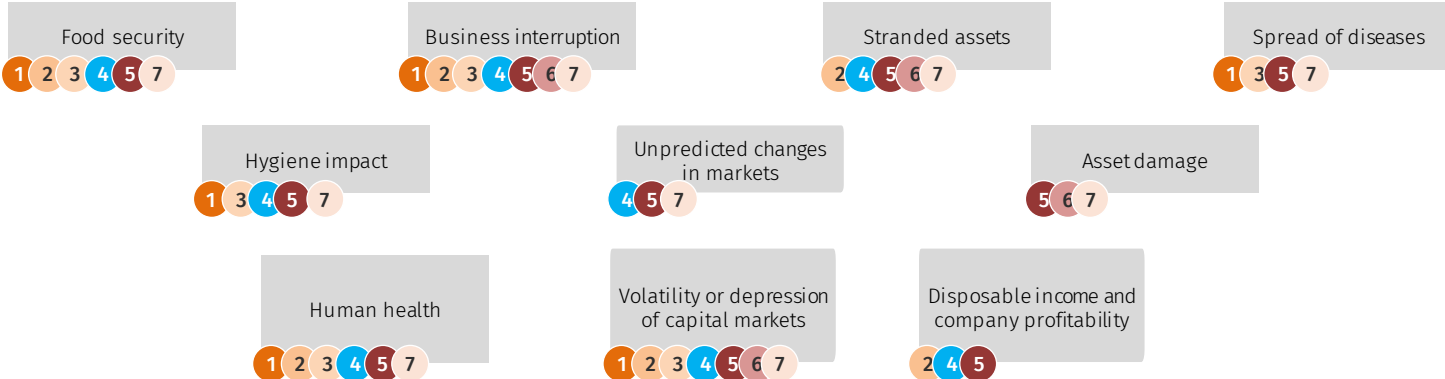 Food security
1 2 3 4 5 7
Business interruption
1 2 3 4 5 6 7
Stranded assets
2 4 5 6 7
Spread of diseases
1 3 5 7
Hygiene impact
1 3 4 5 7
Unpredicted changes
in markets
4 5 7
Asset damage
5 6 7
Human health
1 2 3 4 5 7
Volatility or depression
of capital markets
1 2 3 4 5 6 7
Disposable income and
company profitability
2 4 5